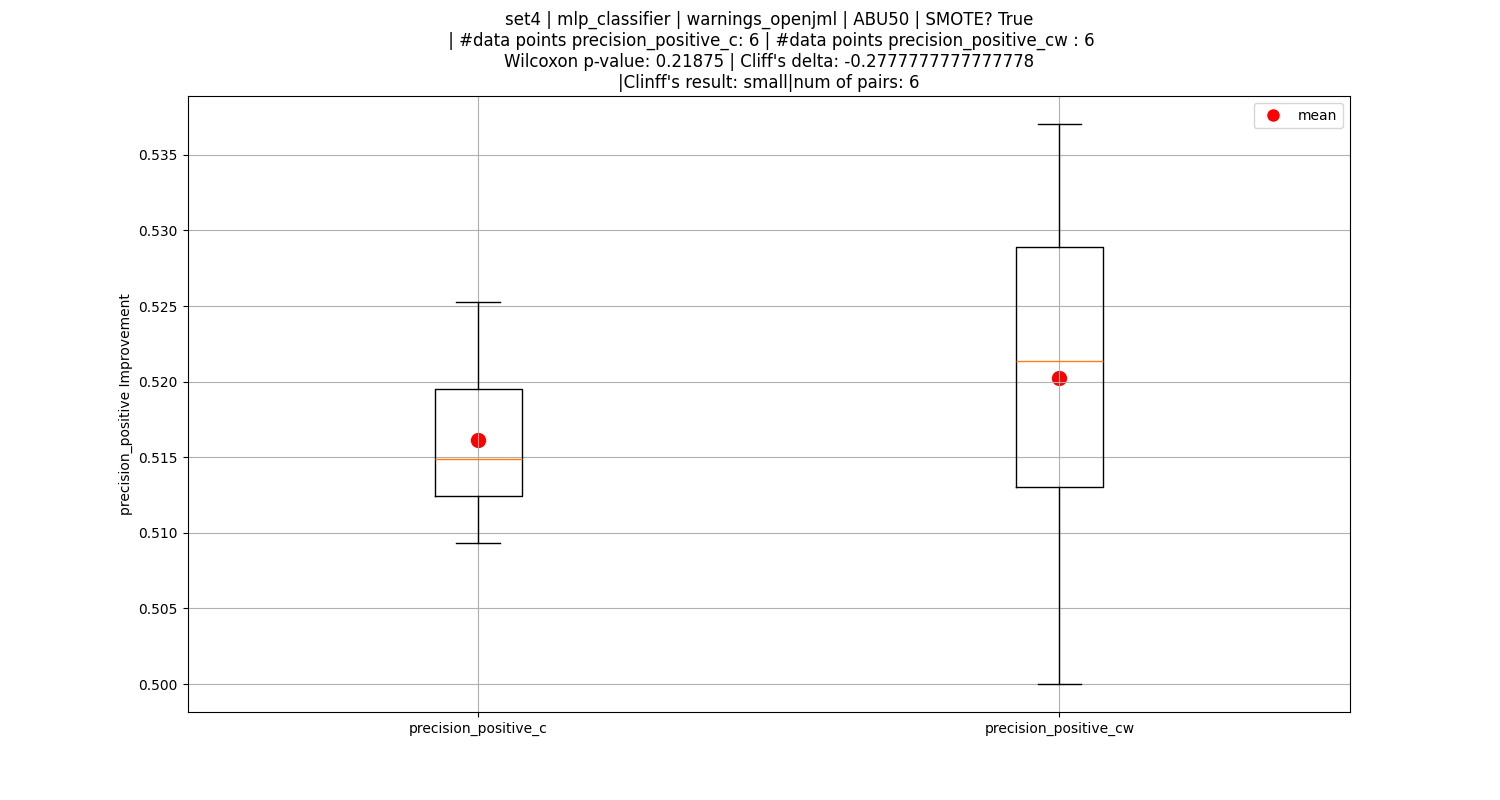 set4 | mlp_classifier | warnings_openjml | ABU50 | SMOTE? True
| #data points precision_positive_c: 6 | #data points precision_positive_cw : 6
Wilcoxon p-value: 0.21875 | Cliff's delta: -0.2777777777777778
|Clinff's result: small|num of pairs: 6
mean
0.535
0.530
0.525
0.520
0.515
0.510
0.505
0.500
precision_positive Improvement
precision_positive_c
precision_positive_cw